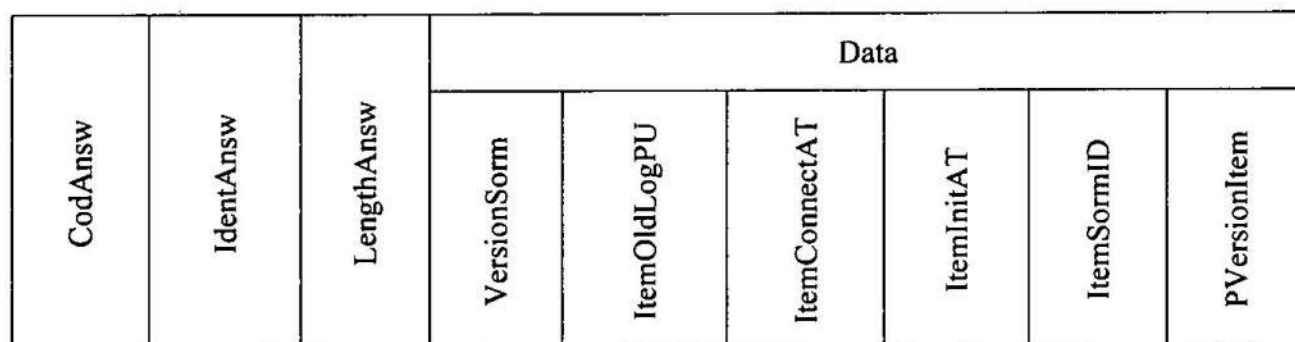 CodAnsw
IdentAnsw
LengthAnsw
Data
VersionSorm
ItemOldLogPU
ItemConnectAT
ItemInitAT
ItemSormID
PVersionItem